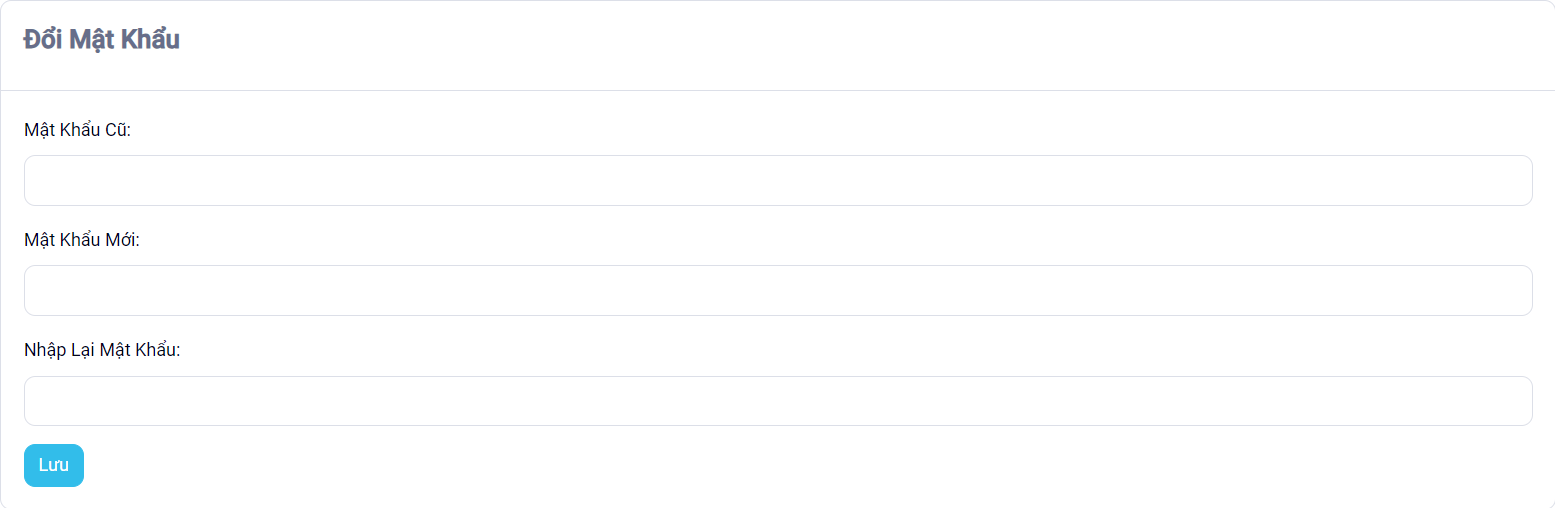 Đổi Mật Khẩu
Mật Khẩu Cũ:
Mật Khẩu Mới:
Nhập Lại Mật Khẩu:
Lưu